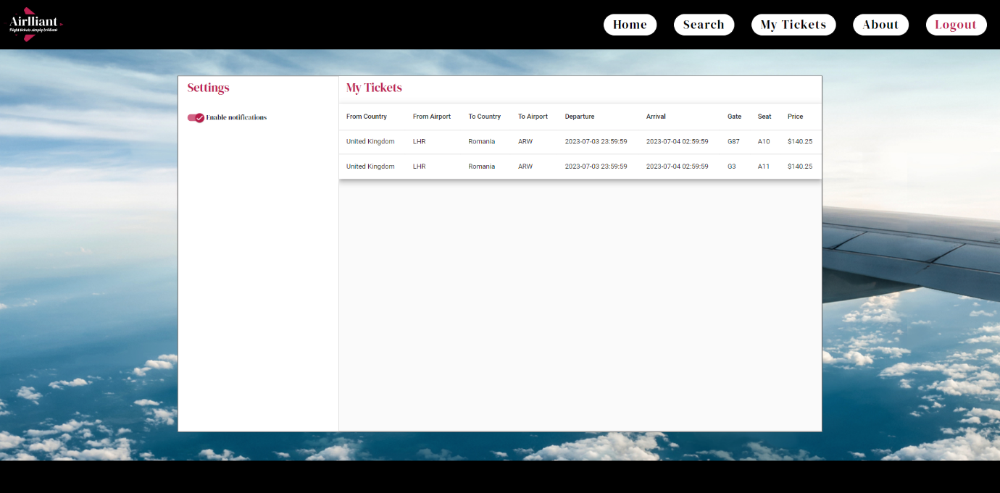 Airlliant
flight tickets simply brilliant
Home Search My Tickets About Logout
Settings
Enable notifications
My Tickets
From Country From Airport To Country To Airport Departure Arrival Gate Seat Price
United Kingdom LHR Romania ARW 2023-07-03 23:59:59 2023-07-04 02:59:59 G87 A10 $140.25
United Kingdom LHR Romania ARW 2023-07-03 23:59:59 2023-07-04 02:59:59 G3 A11 $140.25